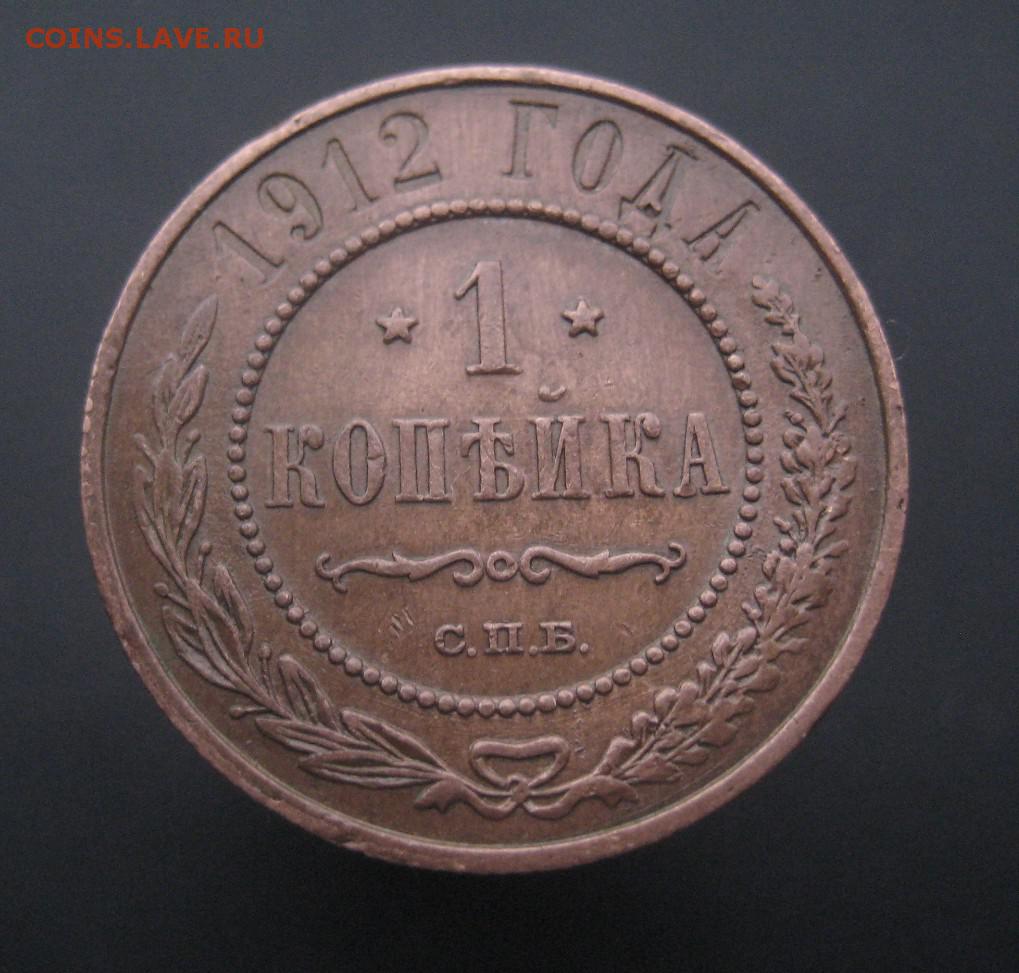 COINS.LAVE.RU
1912 ГОДА
1
КОПѢЙКА
С.П.Б.